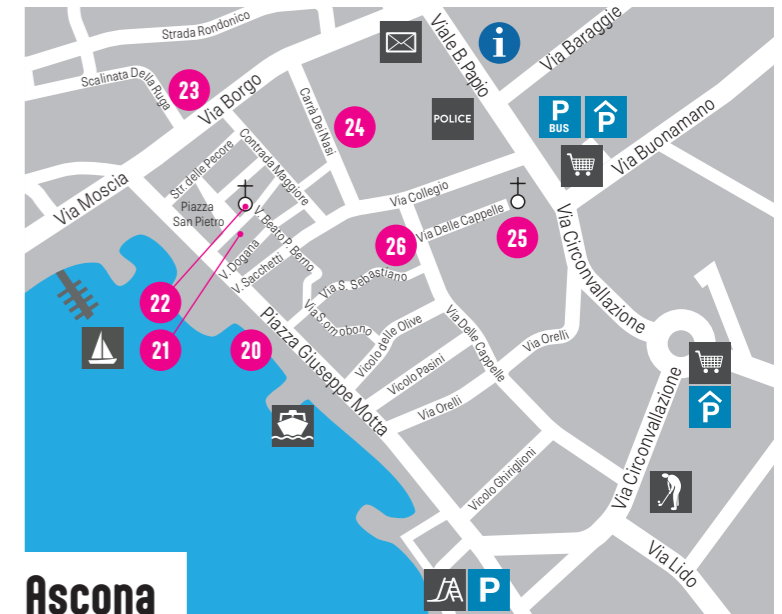 Strada Rondonico
Scalinata Della Ruga
23
Via Borgo
Carrà Dei Nasi
24
Viale B. Papio
i
Via Baraggie
POLICE
P
BUS
P
Via Buonamano
Via Moscia
Str. delle Pecore
Contrada Maggiore
Piazza
San Pietro
V. Beato P. Berno
V. Dogana
V. Sacchetti
Via Collegio
Via Delle Cappelle
25
26
22
21
20
Via S. Sebastiano
Via S.omobono
Vicolo delle Olive
Via Delle Cappelle
Vicolo Pasini
Via Orelli
Via Orelli
Piazza Giuseppe Motta
Via Circonvallazione
P
Via Circonvallazione
Vicolo Ghiriglioni
Via Lido
P
Ascona